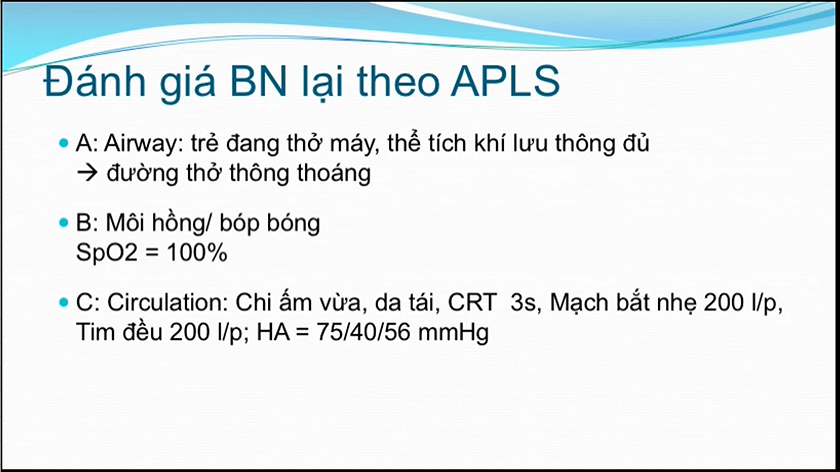 Đánh giá BN lại theo APLS
• A: Airway: trẻ đang thở máy, thể tích khí lưu thông đủ
→ đường thở thông thoáng
• B: Môi hồng/ bóp bóng
SpO2 = 100%
• C: Circulation: Chi ấm vừa, da tái, CRT 3s, Mạch bắt nhẹ 200 l/p,
Tim đều 200 l/p; HA = 75/40/56 mmHg